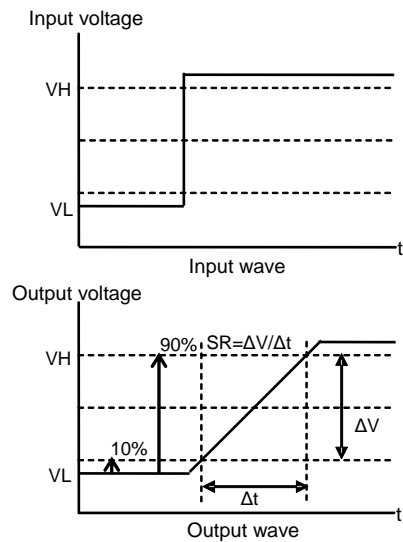 Input voltage
VH
VL
t
Input wave
Output voltage
90% SR=ΔV/Δt
VH
ΔV
10%
VL
Δt
t
Output wave